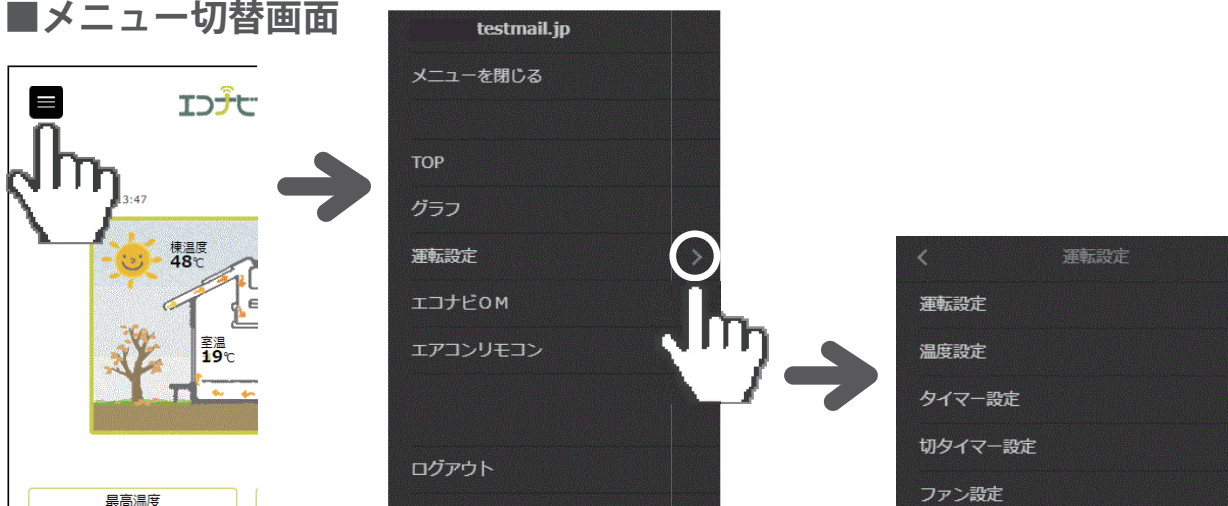 ■メニュー切替画面
エコナビ
13:47
棟温度
48℃
室温
19℃
最高温度
testmail.jp
メニューを閉じる
TOP
グラフ
運転設定
エコナビOM
エアコンリモコン
ログアウト
運転設定
運転設定
温度設定
タイマー設定
切タイマー設定
ファン設定